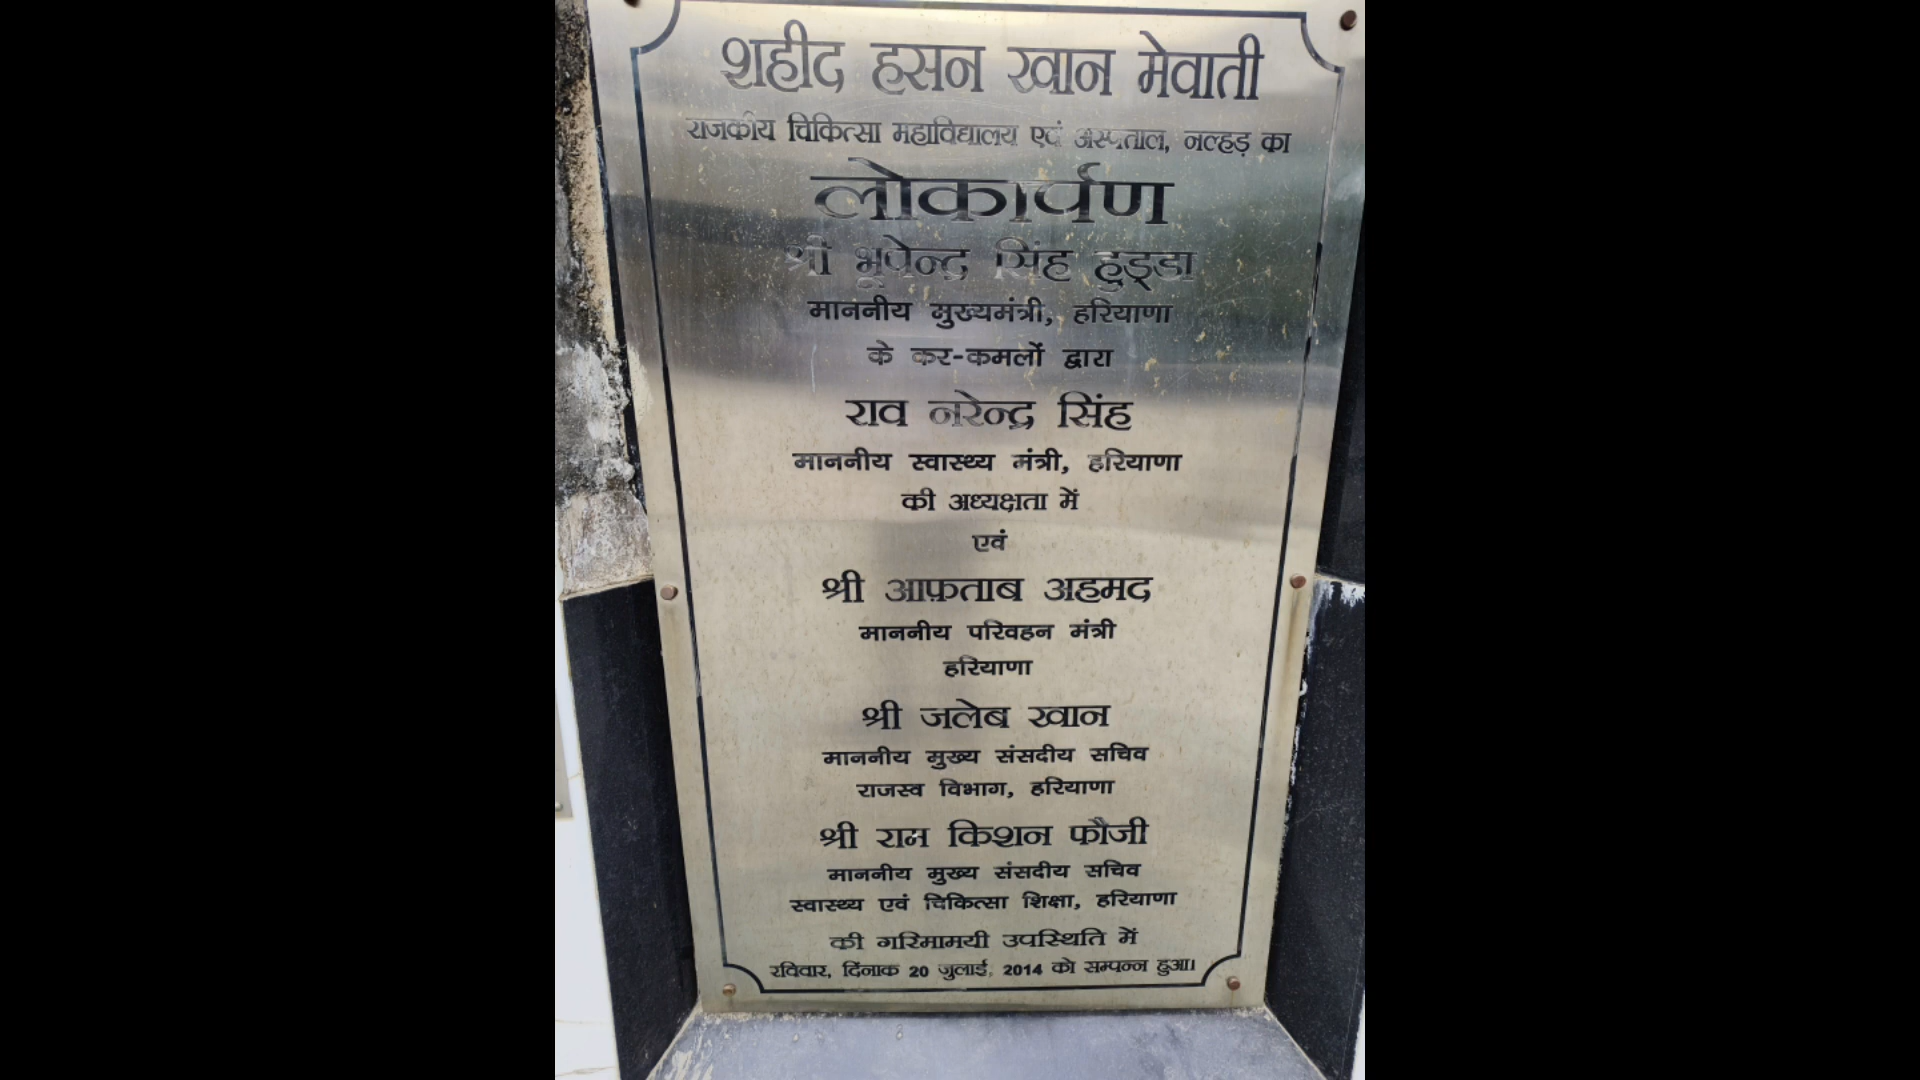 शहीद हसन खान मेवाती
राजकीय चिकित्सा महाविद्यालय एवं अस्पताल, नल्हड़ का
लोकार्पण
श्री भूपेन्द्र सिंह हुड्डा
माननीय मुख्यमंत्री, हरियाणा
के कर-कमलों द्वारा
राव नरेन्द्र सिंह
माननीय स्वास्थ्य मंत्री, हरियाणा
की अध्यक्षता में
एवं
श्री आफ़ताब अहमद
माननीय परिवहन मंत्री
हरियाणा
श्री जलेब खान
माननीय मुख्य संसदीय सचिव
राजस्व विभाग, हरियाणा
श्री राम किशन फौजी
माननीय मुख्य संसदीय सचिव
स्वास्थ्य एवं चिकित्सा शिक्षा, हरियाणा
की गरिमामयी उपस्थिति में
रविवार, दिनाक 20 जुलाई, 2014 को सम्पन्न हुआ।